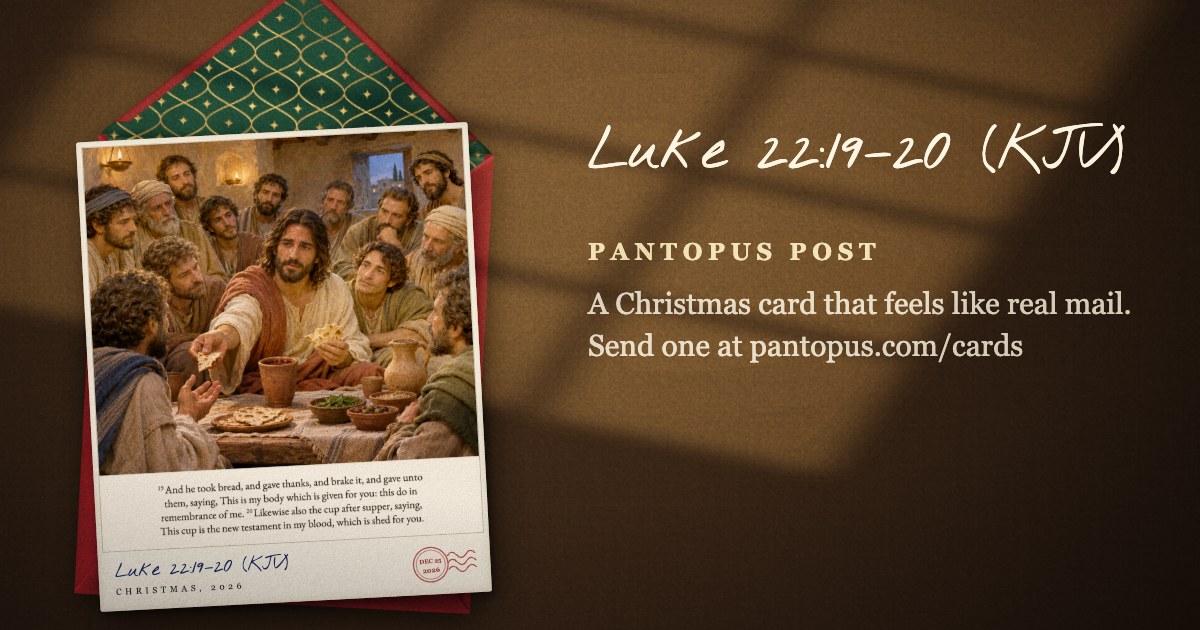 19 And he took bread, and gave thanks, and brake it, and gave unto
them, saying, This is my body which is given for you: this do in
remembrance of me. 20 Likewise also the cup after supper, saying,
This cup is the new testament in my blood, which is shed for you.
Luke 22:19-20 (KJV)
CHRISTMAS, 2026
DEC 25
2026
Luke 22:19-20 (KJV)
PANTOPUS POST
A Christmas card that feels like real mail.
Send one at pantopus.com/cards